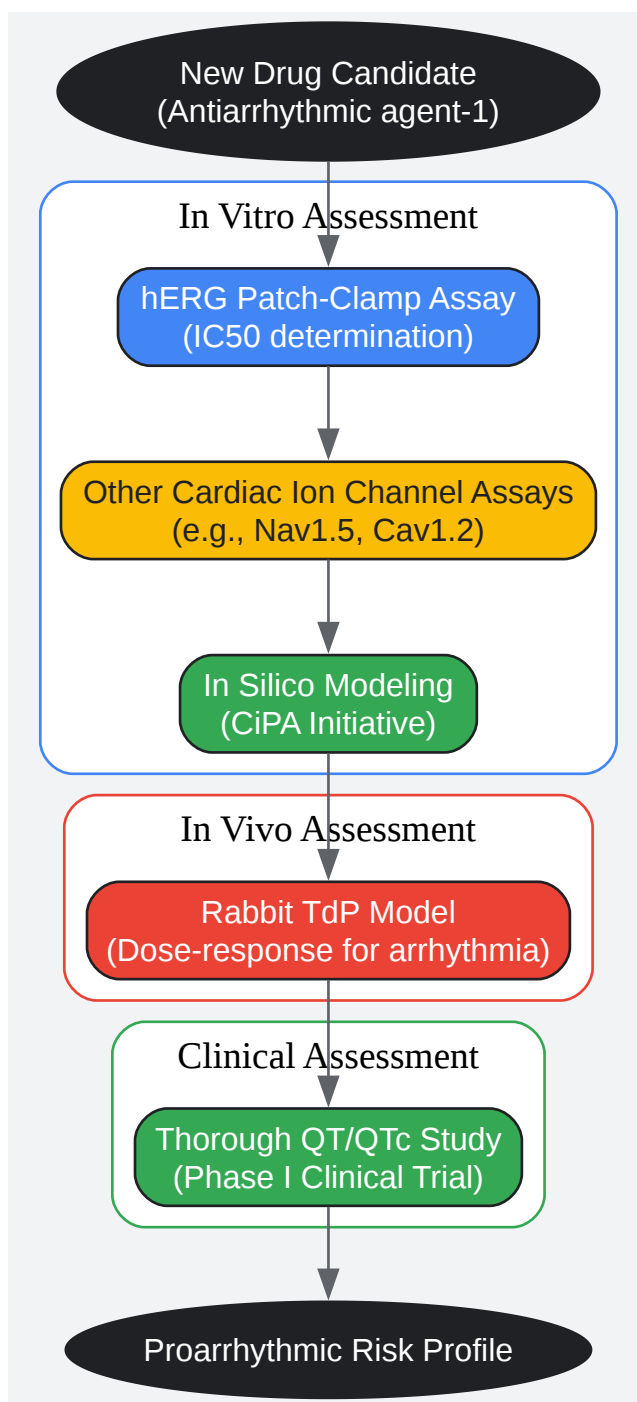 New Drug Candidate
(Antiarrhythmic agent-1)
In Vitro Assessment
hERG Patch-Clamp Assay
(IC50 determination)
Other Cardiac Ion Channel Assays
(e.g., Nav1.5, Cav1.2)
In Silico Modeling
(CiPA Initiative)
In Vivo Assessment
Rabbit TdP Model
(Dose-response for arrhythmia)
Clinical Assessment
Thorough QT/QTc Study
(Phase I Clinical Trial)
Proarrhythmic Risk Profile